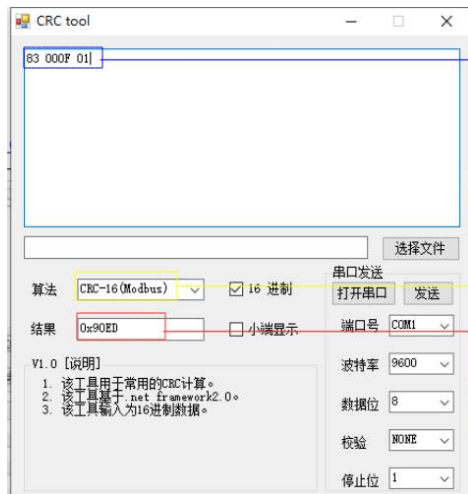 CRC tool
83 000F 01
选择文件
算法 CRC-16(Modbus) 16 进制
结果 0x90ED 小端显示
串口发送
打开串口 发送
端口号 COM1
波特率 9600
数据位 8
校验 NONE
停止位 1
V1.0 [说明]
1. 该工具用于常用的CRC计算。
2. 该工具基于.net framework2.0。
3. 该工具输入为16进制数据。